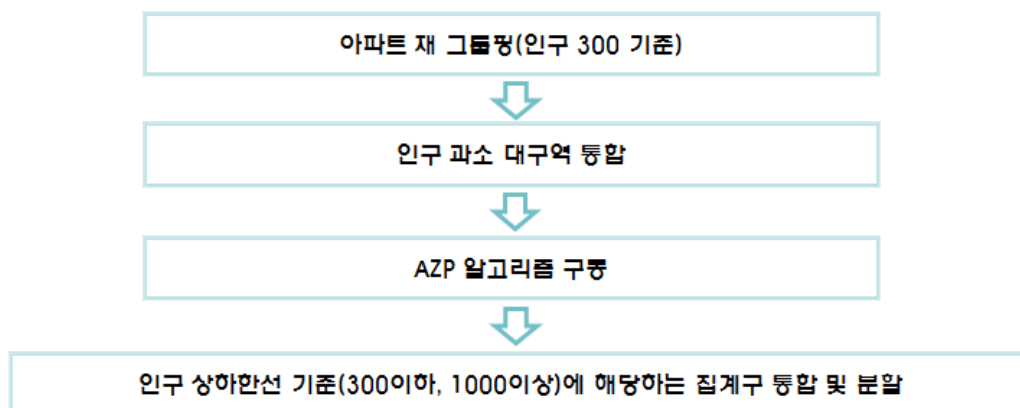 아파트 재 그룹핑(인구 300 기준)
인구 과소 대구역 통합
AZP 알고리즘 구동
인구 상하한선 기준(300이하, 1000이상)에 해당하는 집계구 통합 및 분할